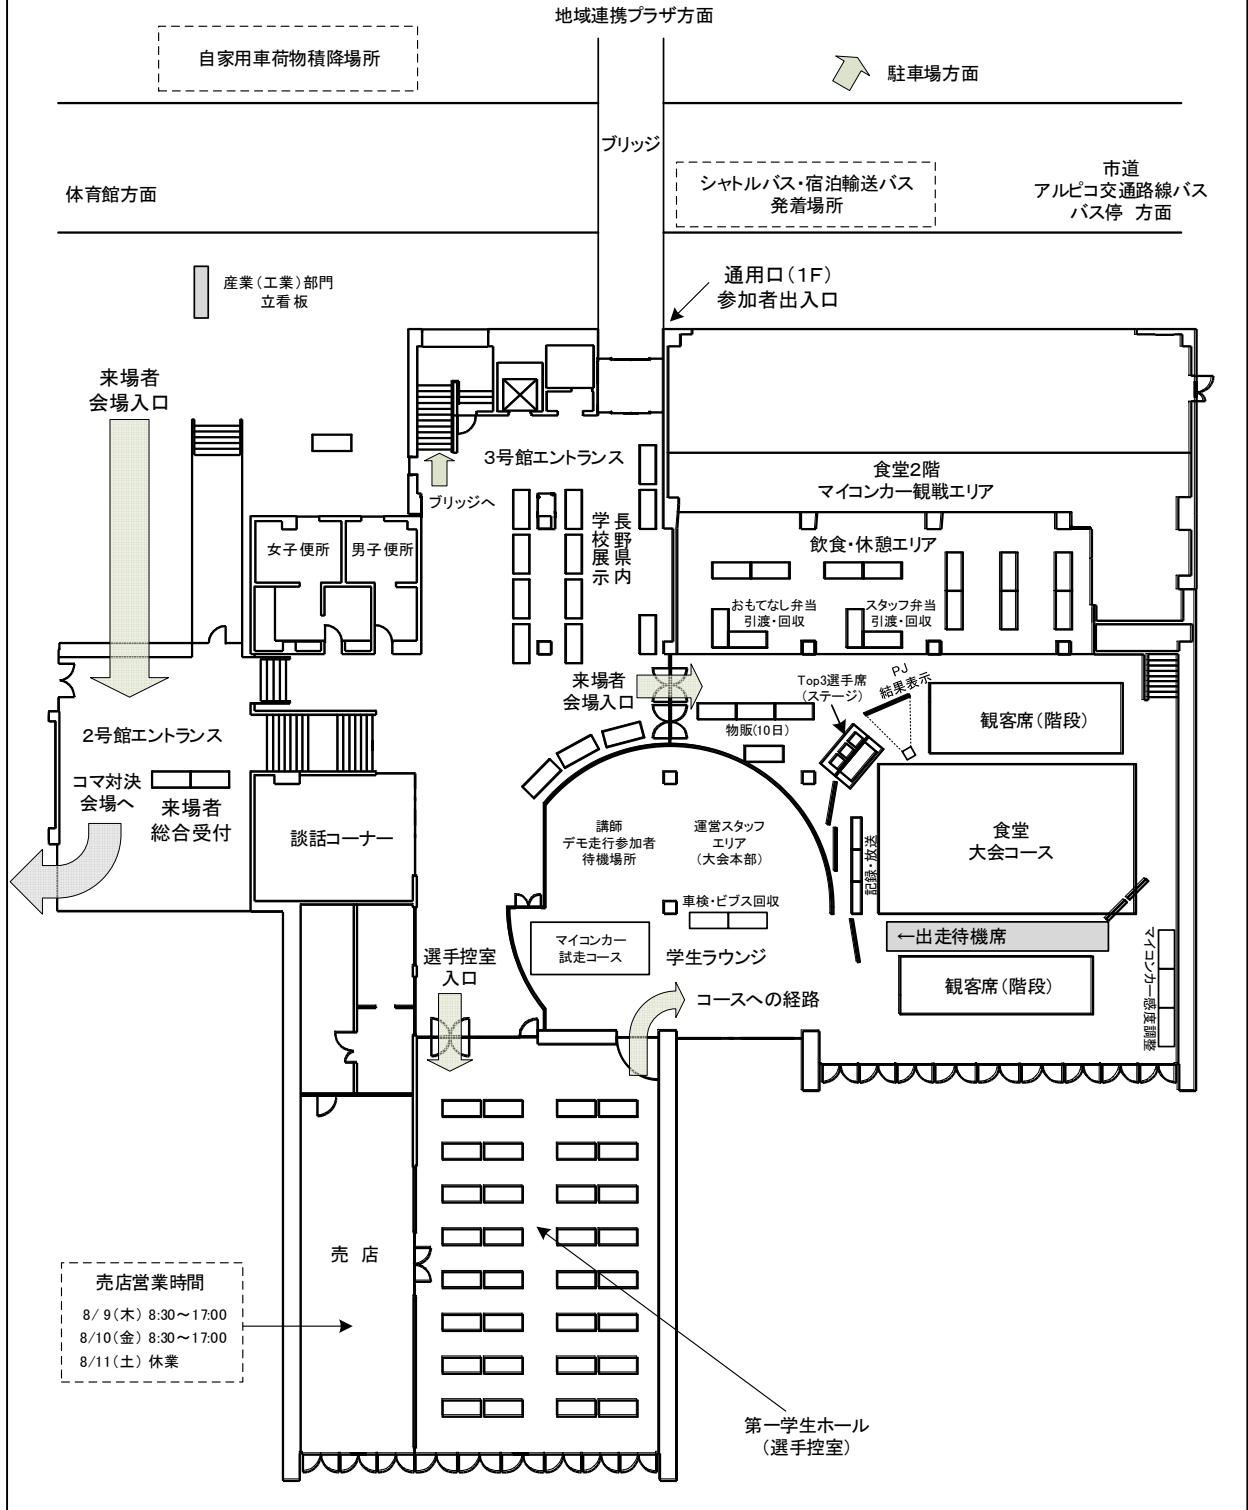 地域連携プラザ方面
自家用車荷物積降場所
駐車場方面
ブリッジ
体育館方面
シャトルバス・宿泊輸送バス
発着場所
市道
アルピコ交通路線バス
バス停 方面
産業(工業)部門
立看板
通用口(1F)
参加者出入口
来場者
会場入口
3号館エントランス
ブリッジへ
長野県内
学校展示
食堂2階
マイコンカー観戦エリア
飲食・休憩エリア
女子便所
男子便所
おもてなし弁当
引渡・回収
スタッフ弁当
引渡・回収
来場者
会場入口
Top3選手席
(ステージ)
PJ
結果表示
観客席(階段)
物販(10日)
2号館エントランス
コマ対決
会場へ
来場者
総合受付
談話コーナー
講師
デモ走行参加者
待機場所
運営スタッフ
エリア
(大会本部)
記録・放送
食堂
大会コース
車検・ビブス回収
←出走待機席
マイコンカー
試走コース
学生ラウンジ
選手控室
入口
コースへの経路
観客席(階段)
マイコンカー感度調整
売 店
売店営業時間
8/ 9(木) 8:30～17:00
8/10(金) 8:30～17:00
8/11(土) 休業
第一学生ホール
(選手控室)